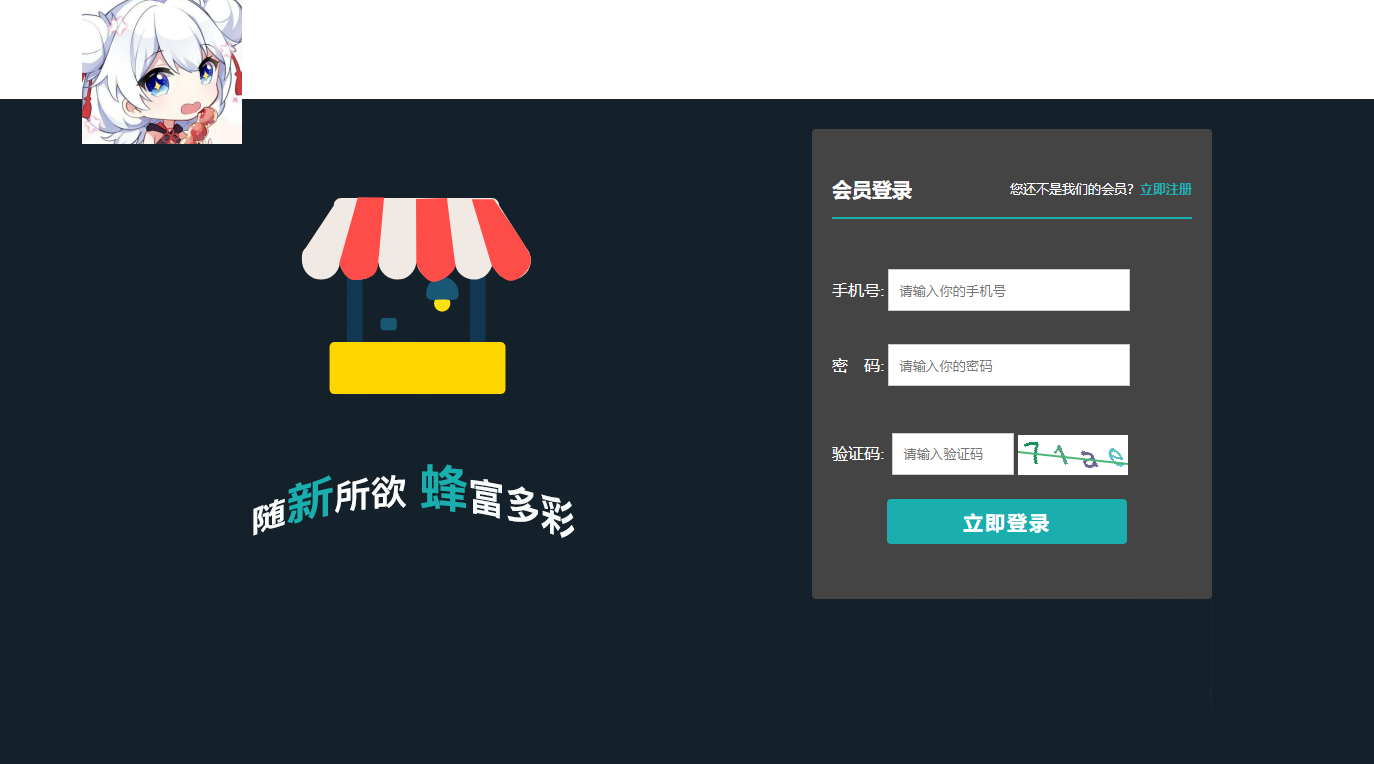 会员登录 您还不是我们的会员? 立即注册
手机号: 请输入你的手机号
密 码: 请输入你的密码
验证码: 请输入验证码
立即登录
随新所欲 蜂富多彩